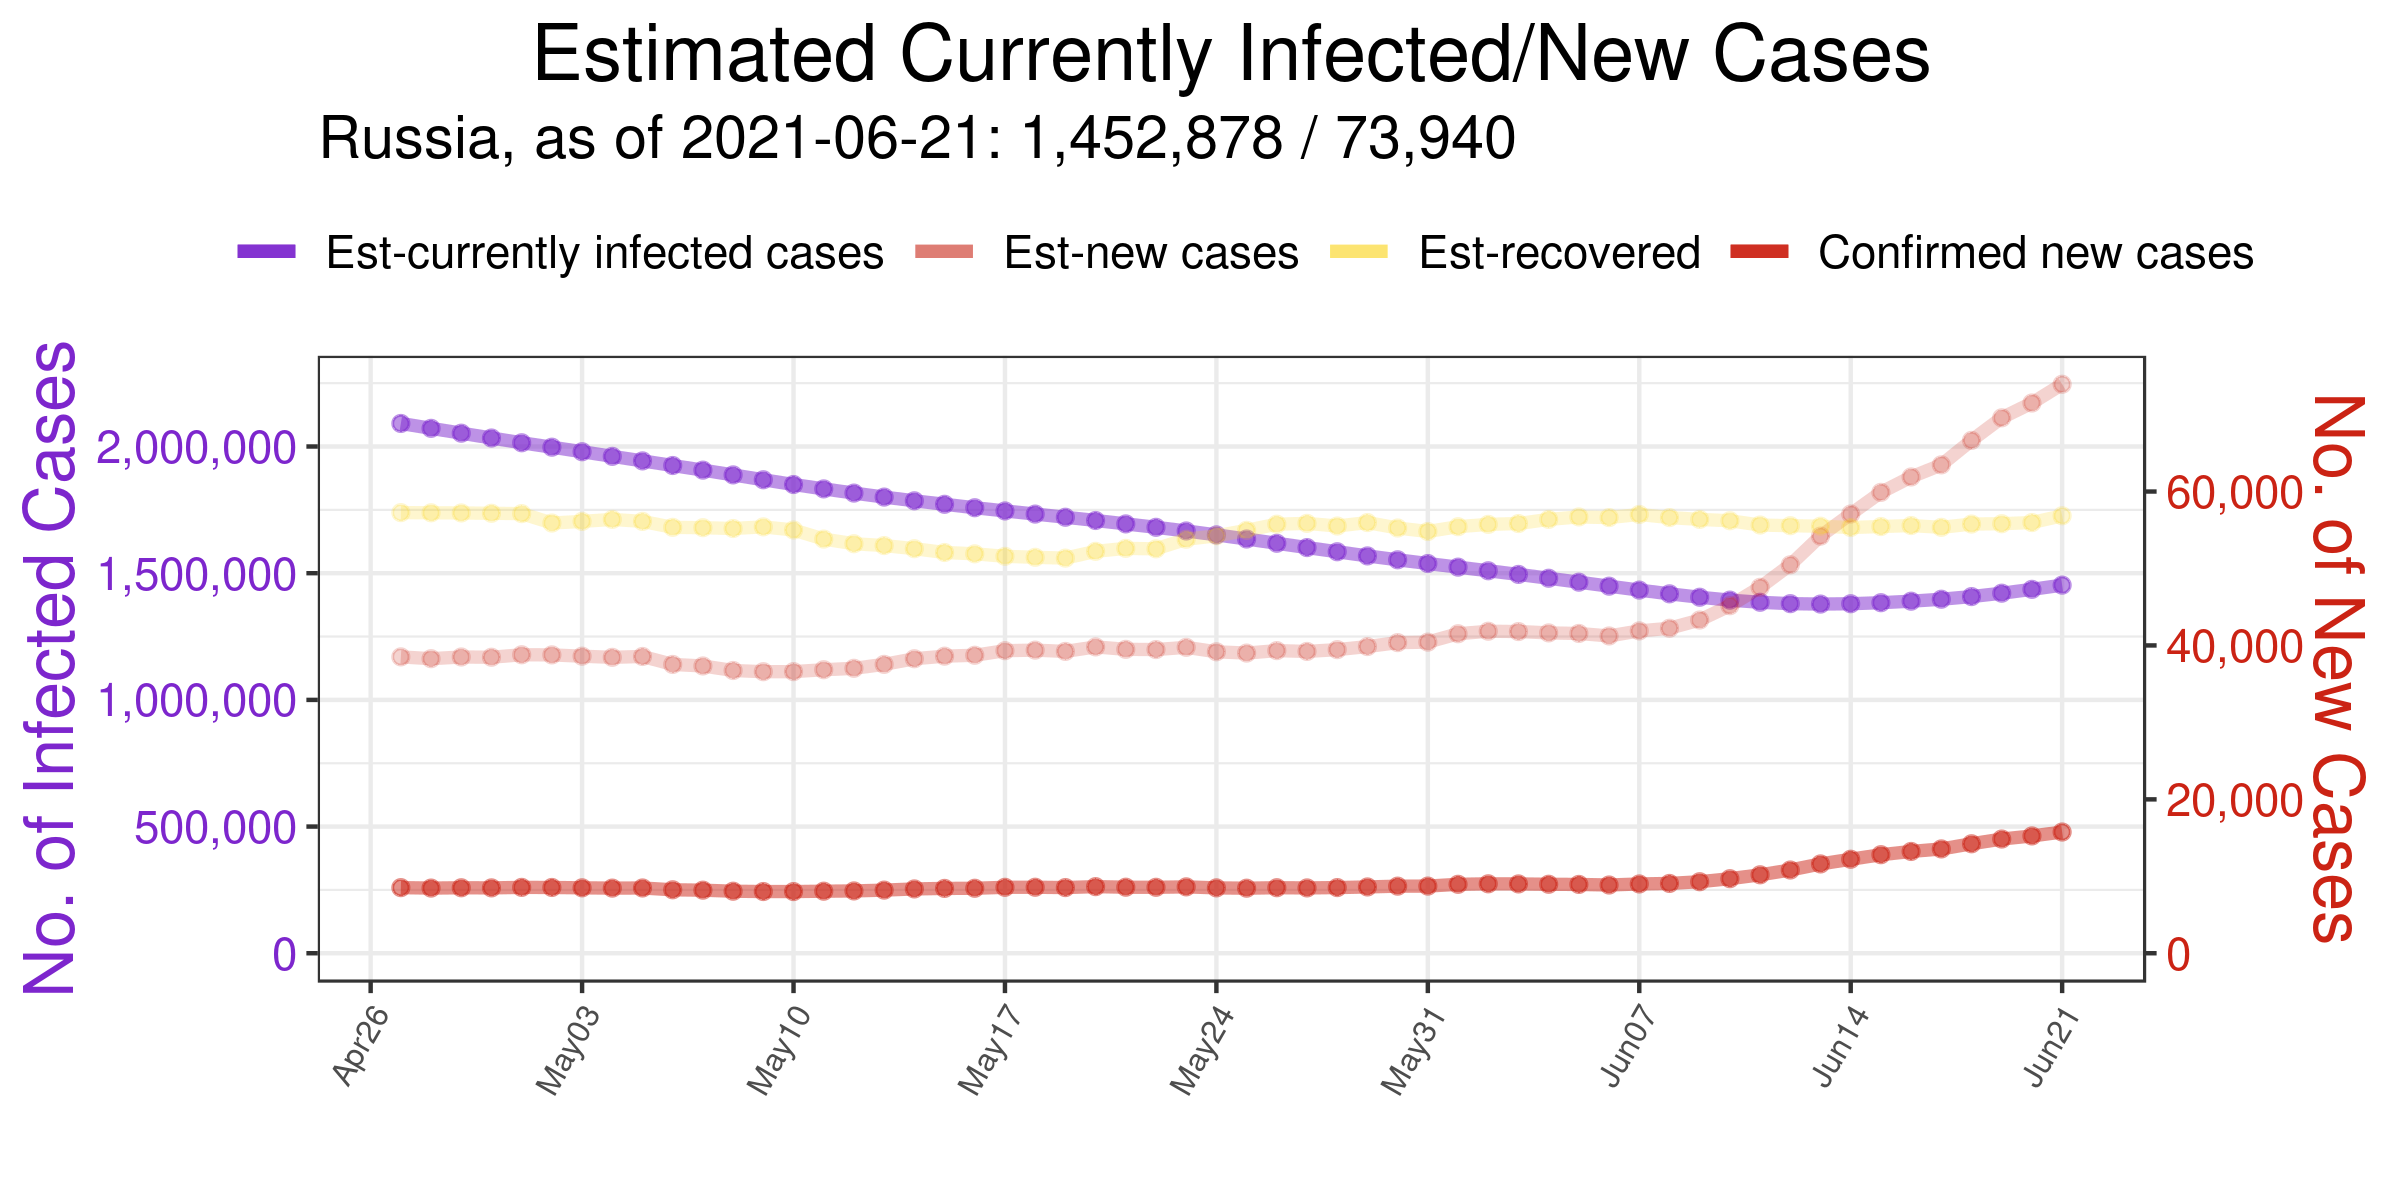 Estimated Currently Infected/New Cases
Russia, as of 2021-06-21: 1,452,878 / 73,940
Est-currently infected cases Est-new cases Est-recovered Confirmed new cases
No. of Infected Cases
2,000,000
1,500,000
1,000,000
500,000
0
60,000
40,000
20,000
0
No. of New Cases
Apr26 May03 May10 May17 May24 May31 Jun07 Jun14 Jun21